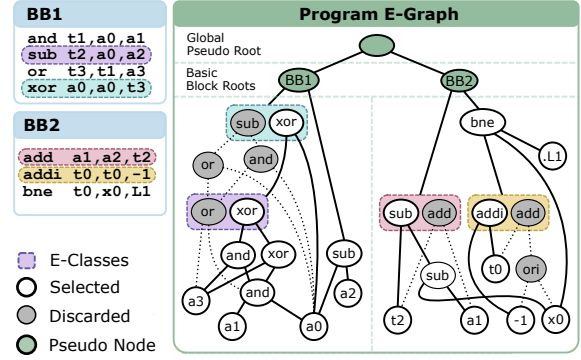 BB1
and t1,a0,a1
sub t2,a0,a2
or t3,t1,a3
xor a0,a0,t3
BB2
add a1,a2,t2
addi t0,t0,-1
bne t0,x0,L1
E-Classes
Selected
Discarded
Pseudo Node
Program E-Graph
Global
Pseudo Root
Basic
Block Roots
BB1
BB2
sub
xor
bne
or
and
.L1
or
xor
sub
add
addi
add
and
xor
sub
sub
t0
ori
a3
and
a2
a1
a0
t2
a1
-1
x0